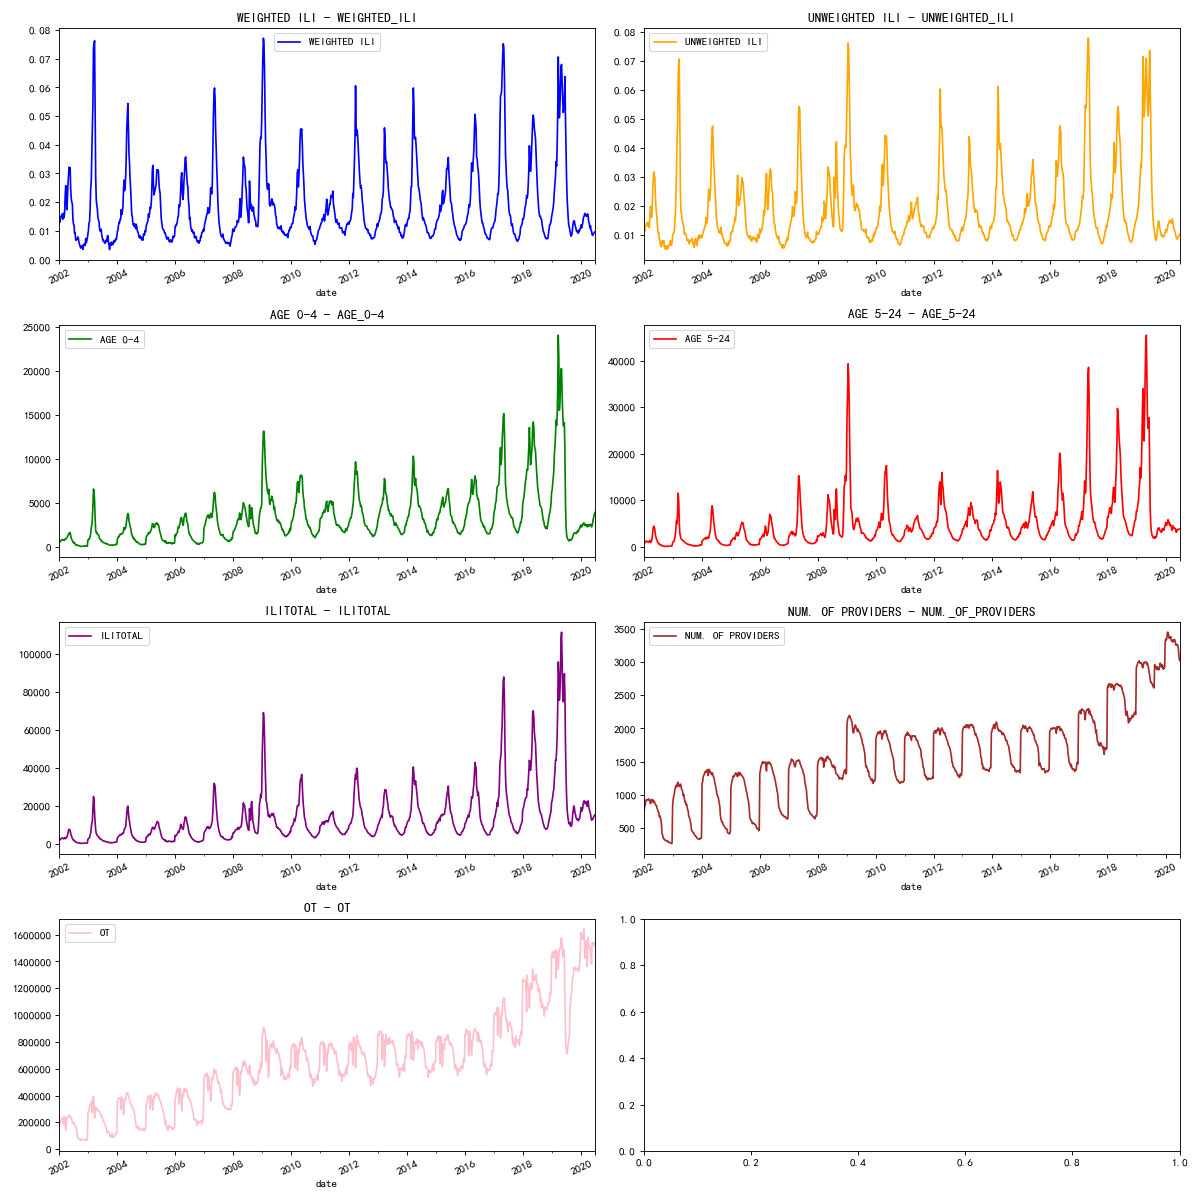 WEIGHTED ILI - WEIGHTED_ILI
WEIGHTED ILI
0.08
0.07
0.06
0.05
0.04
0.03
0.02
0.01
0.00
2002 2004 2006 2008 2010 2012 2014 2016 2018 2020
date
UNWEIGHTED ILI - UNWEIGHTED_ILI
UNWEIGHTED ILI
0.08
0.07
0.06
0.05
0.04
0.03
0.02
0.01
2002 2004 2006 2008 2010 2012 2014 2016 2018 2020
date
AGE 0-4 - AGE_0-4
AGE 0-4
25000
20000
15000
10000
5000
0
2002 2004 2006 2008 2010 2012 2014 2016 2018 2020
date
AGE 5-24 - AGE_5-24
AGE 5-24
40000
30000
20000
10000
0
2002 2004 2006 2008 2010 2012 2014 2016 2018 2020
date
ILITOTAL - ILITOTAL
ILITOTAL
100000
80000
60000
40000
20000
0
2002 2004 2006 2008 2010 2012 2014 2016 2018 2020
date
NUM. OF PROVIDERS - NUM._OF_PROVIDERS
NUM. OF PROVIDERS
3500
3000
2500
2000
1500
1000
500
2002 2004 2006 2008 2010 2012 2014 2016 2018 2020
date
OT - OT
OT
1600000
1400000
1200000
1000000
800000
600000
400000
200000
0
2002 2004 2006 2008 2010 2012 2014 2016 2018 2020
date
1.0
0.8
0.6
0.4
0.2
0.0
0.0 0.2 0.4 0.6 0.8 1.0